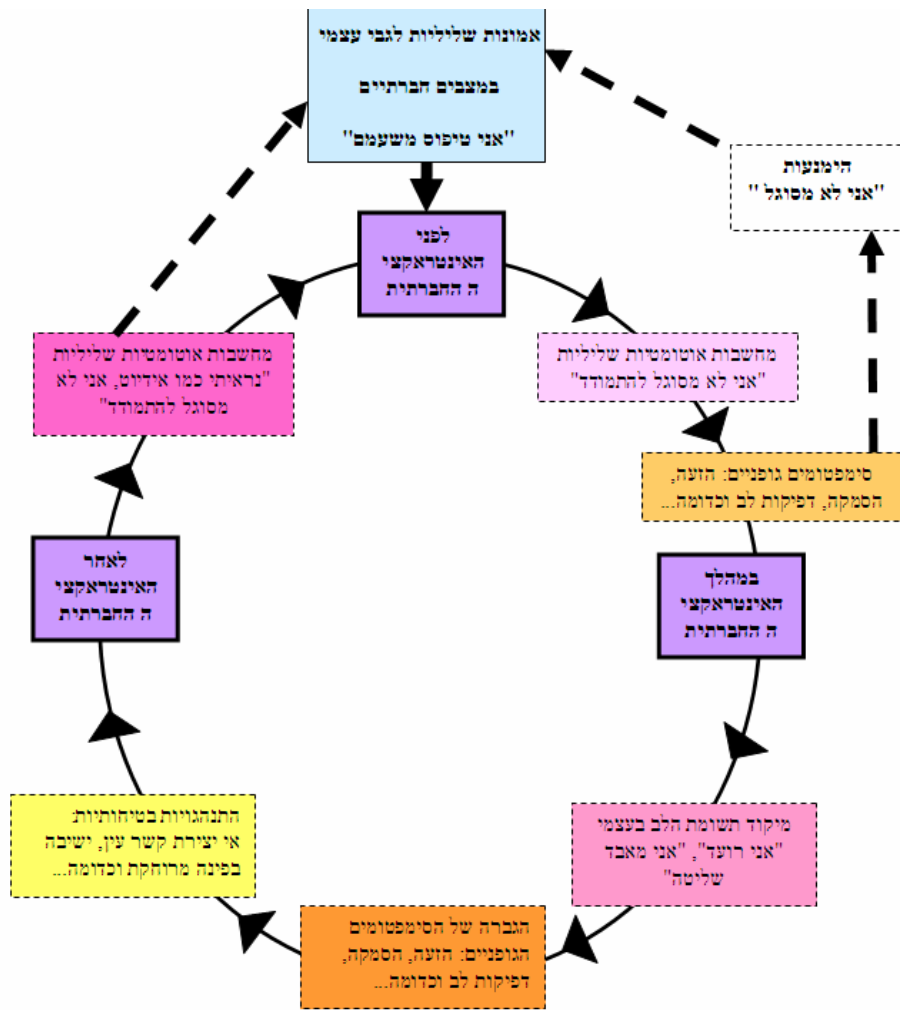 אמונות שליליות לגבי עצמי
במצבים חברתיים
"אני טיפוס משעמם"
הימנעות
"אני לא מסוגל "
לפני
האינטראקצי
ה החברתית
מחשבות אוטומטיות שליליות
"אני לא מסוגל להתמודד"
סימפטומים גופניים: הזעה,
הסמקה, דפיקות לב וכדומה...
במהלך
האינטראקצי
ה החברתית
מיקוד תשומת הלב בעצמי
"אני רועד", "אני מאבד
שליטה"
הגברה של הסימפטומים
הגופניים: הזעה, הסמקה,
דפיקות לב וכדומה...
התנהגויות בטיחותיות:
אי יצירת קשר עין, ישיבה
בפינה מרוחקת וכדומה...
לאחר
האינטראקצי
ה החברתית
מחשבות אוטומטיות שליליות
"נראיתי כמו אידיוט, אני לא
מסוגל להתמודד"